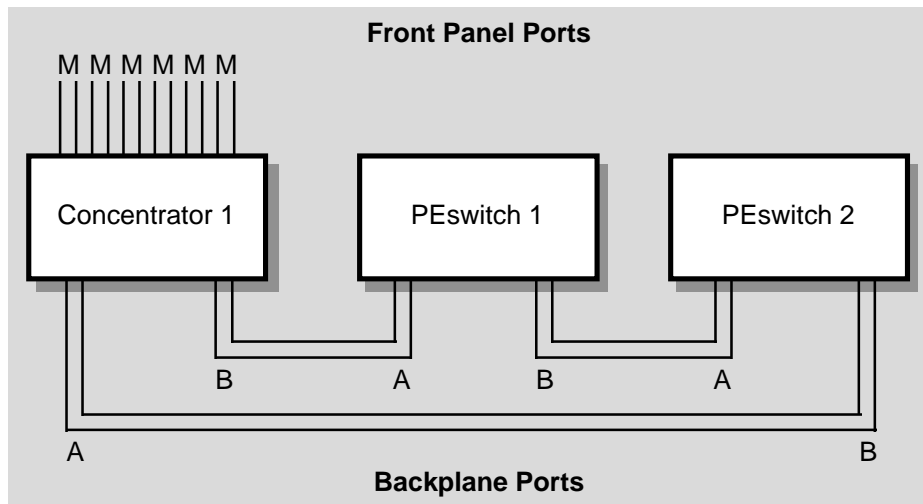 Front Panel Ports
M M M M M M
Concentrator 1
PEswitch 1
PEswitch 2
B
A
B
A
A
B
Backplane Ports